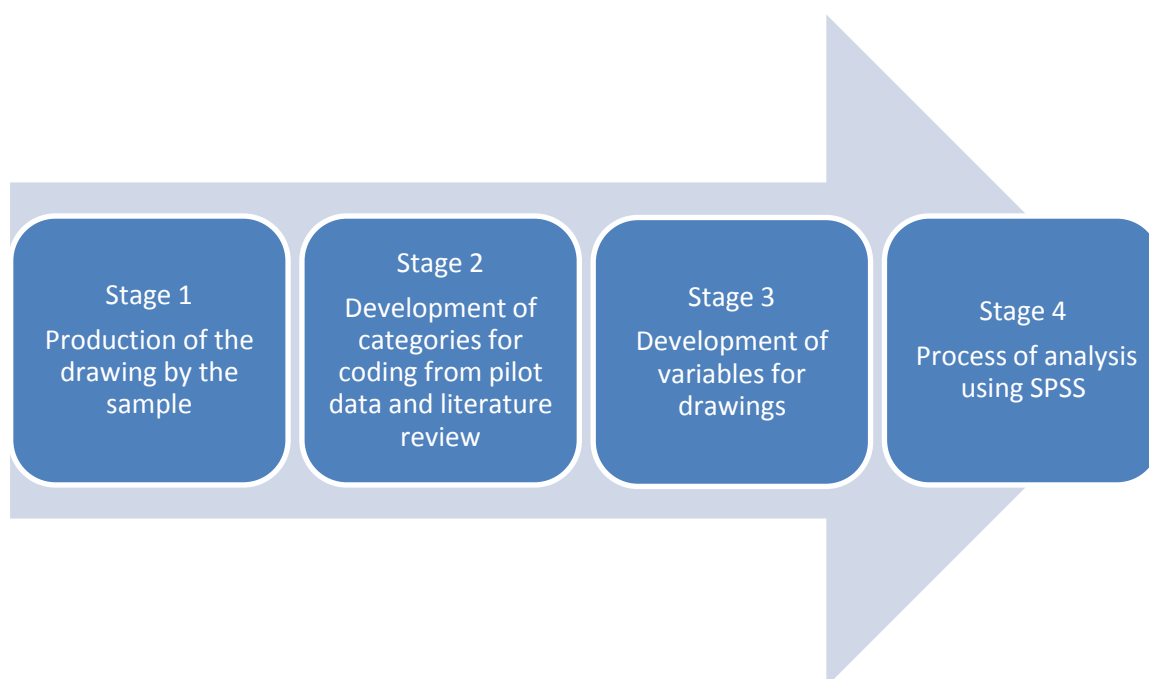 Stage 1
Production of the
drawing by the
sample
Stage 2
Development of
categories for
coding from pilot
data and literature
review
Stage 3
Development of
variables for
drawings
Stage 4
Process of analysis
using SPSS